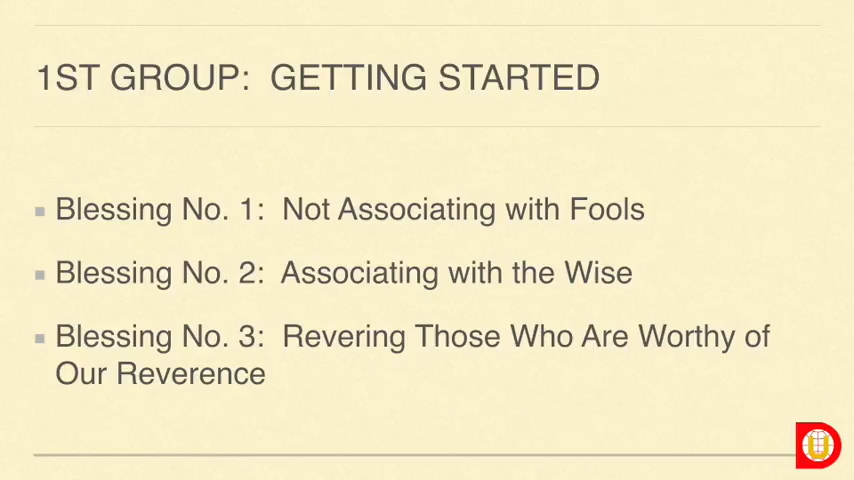 1ST GROUP:  GETTING STARTED
Blessing No. 1:  Not Associating with Fools
Blessing No. 2:  Associating with the Wise
Blessing No. 3:  Revering Those Who Are Worthy of
Our Reverence
DU